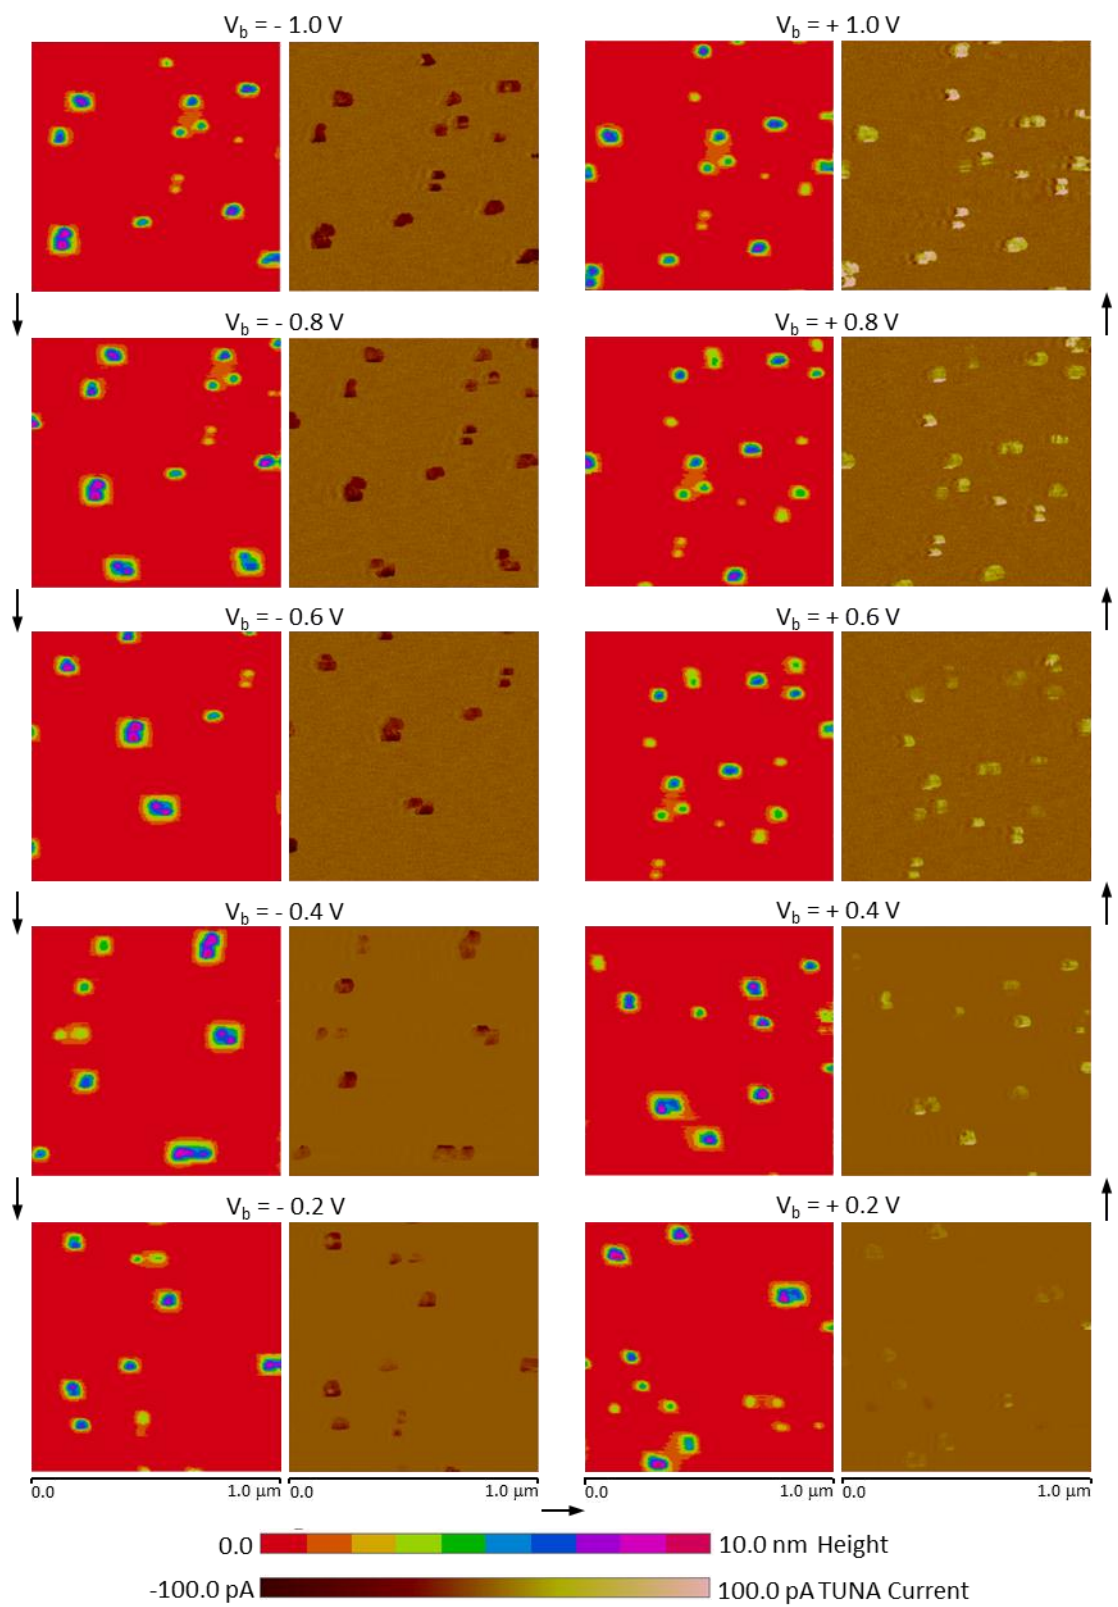 V_b = - 1.0 V
V_b = + 1.0 V
V_b = - 0.8 V
V_b = + 0.8 V
V_b = - 0.6 V
V_b = + 0.6 V
V_b = - 0.4 V
V_b = + 0.4 V
V_b = - 0.2 V
V_b = + 0.2 V
0.0 1.0 µm 0.0 1.0 µm 0.0 1.0 µm 0.0 1.0 µm
0.0 10.0 nm Height
-100.0 pA 100.0 pA TUNA Current